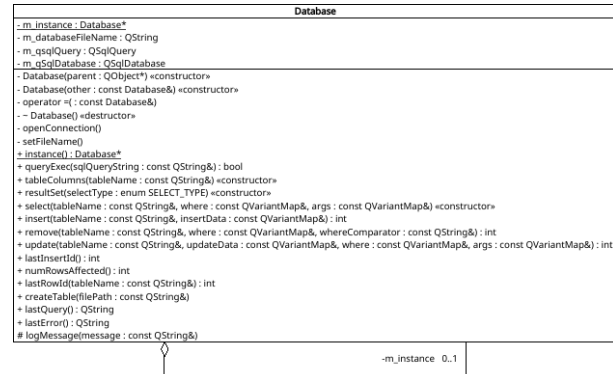 Database
- m_instance : Database*
- m_databaseFileName : QString
- m_qsqlQuery : QSqlQuery
- m_qSqlDatabase : QSqlDatabase
- Database(parent : QObject*) «constructor»
- Database(other : const Database&) «constructor»
- operator =( : const Database&)
- ~ Database() «destructor»
- openConnection()
- setFileName()
+ instance() : Database*
+ queryExec(sqlQueryString : const QString&) : bool
+ tableColumns(tableName : const QString&) «constructor»
+ resultSet(selectType : enum SELECT_TYPE) «constructor»
+ select(tableName : const QString&, where : const QVariantMap&, args : const QVariantMap&) «constructor»
+ insert(tableName : const QString&, insertData : const QVariantMap&) : int
+ remove(tableName : const QString&, where : const QVariantMap&, whereComparator : const QString&) : int
+ update(tableName : const QString&, updateData : const QVariantMap&, where : const QVariantMap&, args : const QVariantMap&) : int
+ lastInsertId() : int
+ numRowsAffected() : int
+ lastRowId(tableName : const QString&) : int
+ createTable(filePath : const QString&)
+ lastQuery() : QString
+ lastError() : QString
# logMessage(message : const QString&)
-m_instance 0..1